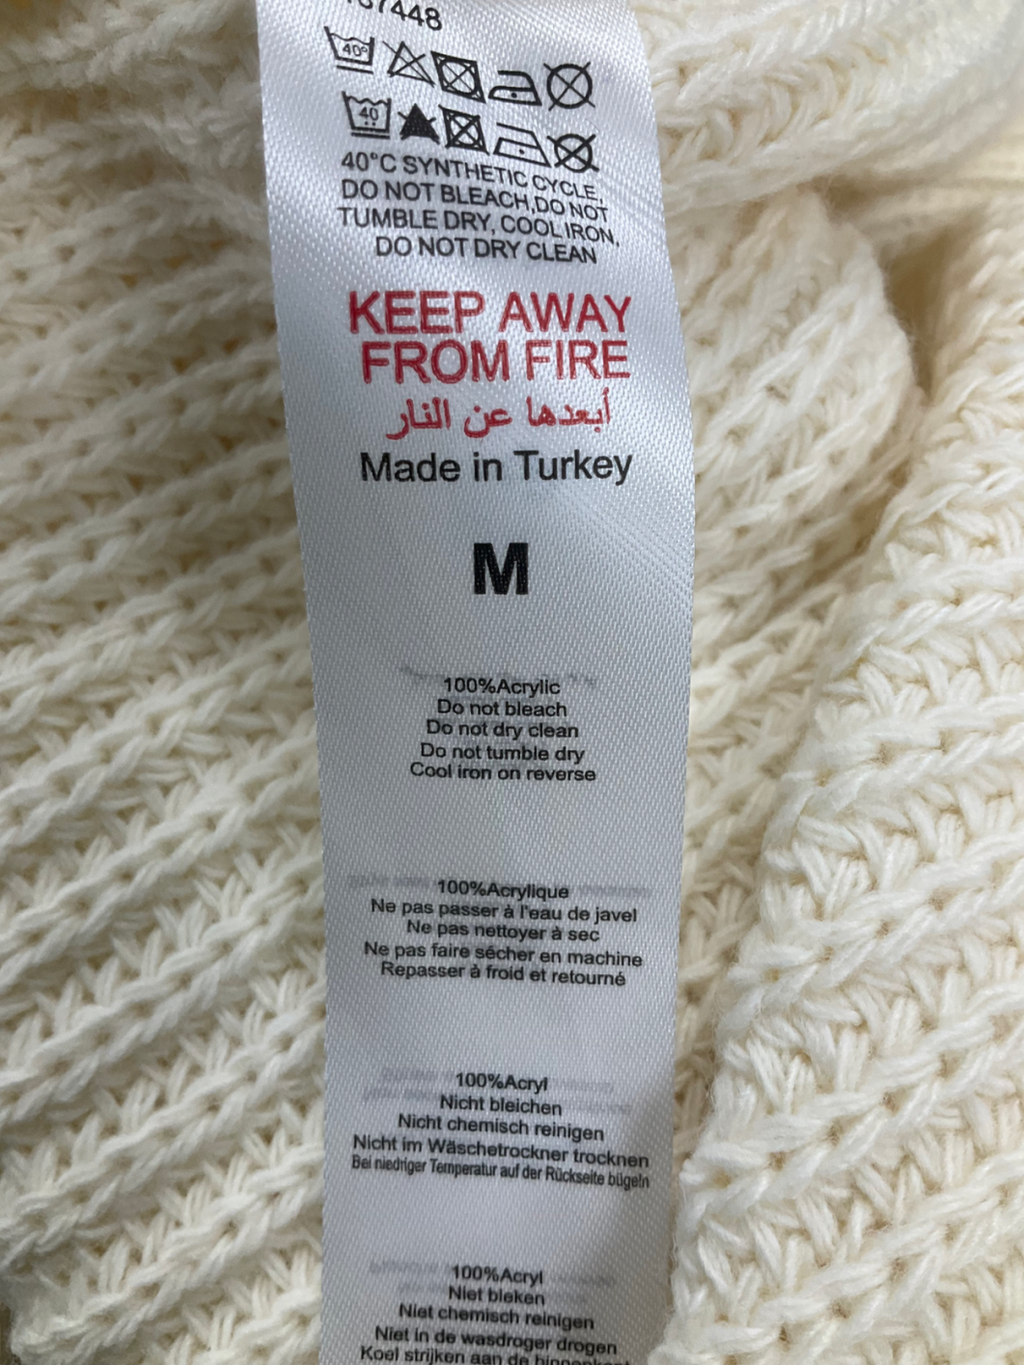 7448
40°
40
40°C SYNTHETIC CYCLE,
DO NOT BLEACH,DO NOT
TUMBLE DRY, COOL IRON,
DO NOT DRY CLEAN
KEEP AWAY
FROM FIRE
أبعدها عن النار
Made in Turkey
M
100%Acrylic
Do not bleach
Do not dry clean
Do not tumble dry
Cool iron on reverse
100%Acrylique
Ne pas passer à l'eau de javel
Ne pas nettoyer à sec
Ne pas faire sécher en machine
Repasser à froid et retourné
100%Acryl
Nicht bleichen
Nicht chemisch reinigen
Nicht im Wäschetrockner trocknen
Bei niedriger Temperatur auf der Rückseite bügeln
100%Acryl
Niet bleken
Niet chemisch reinigen
Niet in de wasdroger drogen
Koel strijken aan de